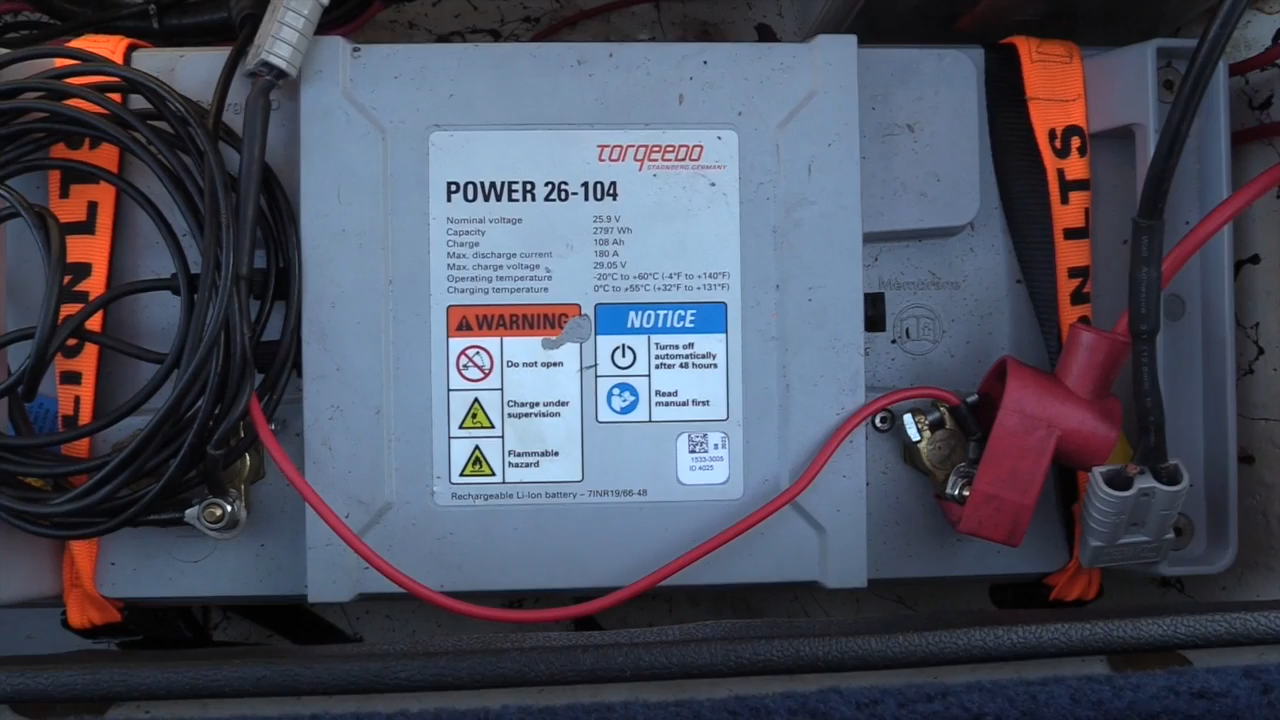 TORQEEDO
STARNBERG.GERMANY
POWER 26-104
Nominal voltage 25.9 V
Capacity 2797 Wh
Charge 108 Ah
Max. discharge current 180 A
Max. charge voltage 29.05 V
Operating temperature -20°C to +60°C (-4°F to +140°F)
Charging temperature 0°C to +55°C (+32°F to +131°F)
WARNING
Do not open
Charge under
supervision
Flammable
hazard
NOTICE
Turns off
automatically
after 48 hours
Read
manual first
1533-3005
ID 4025
Rechargeable Li-Ion battery – 7INR19/66-48
Membrane